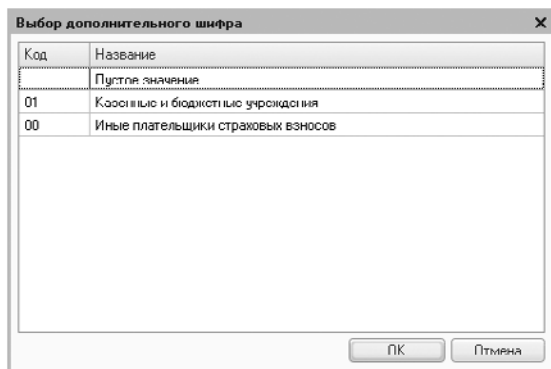 Выбор дополнительного шифра
Код Название
Пустое значение
01 Казенные и бюджетные учреждения
00 Иные плательщики страховых взносов
ОК Отмена